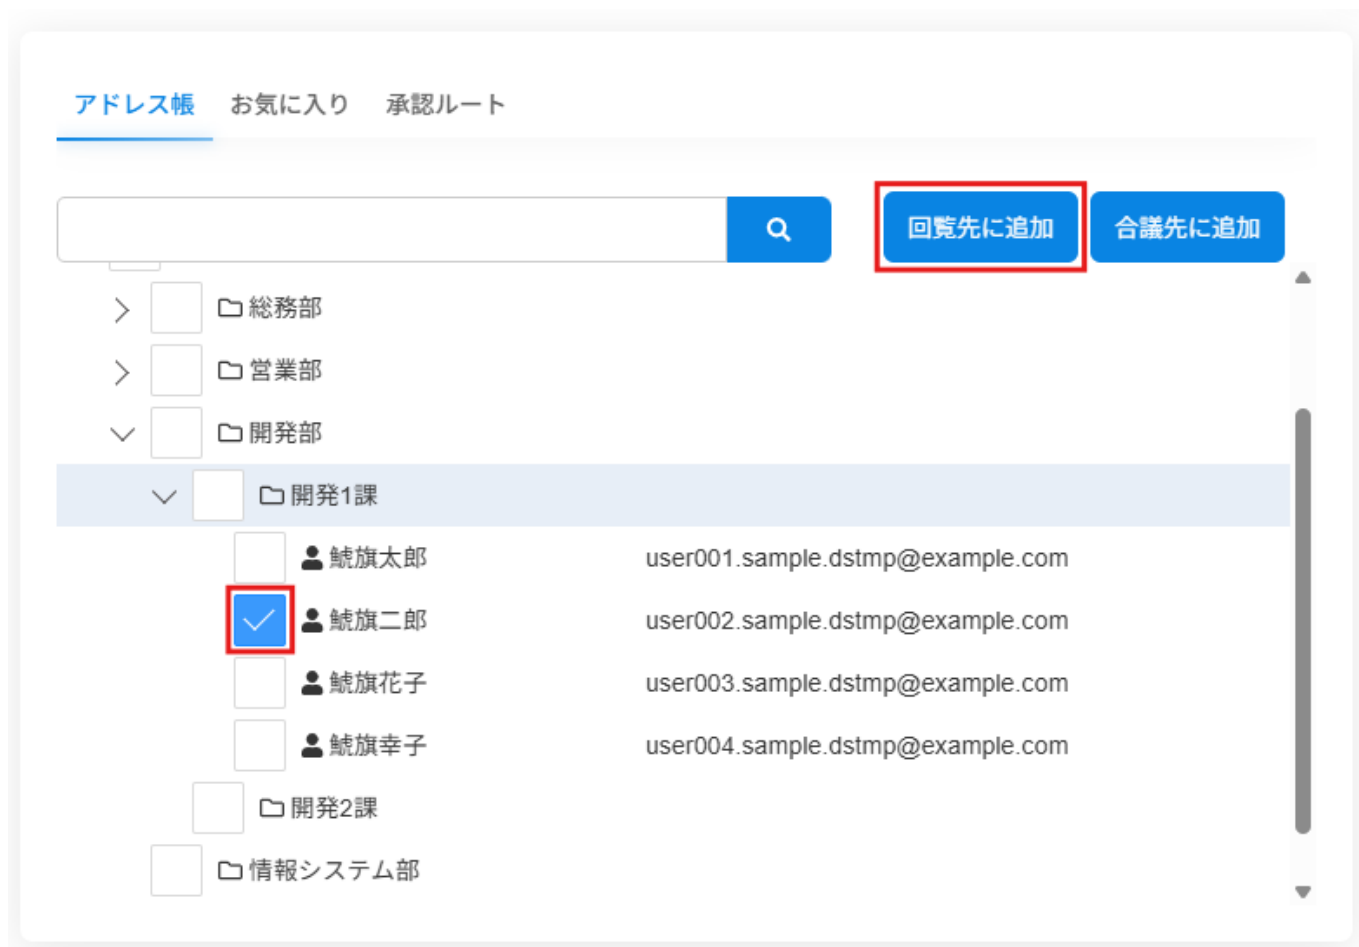 アドレス帳 お気に入り 承認ルート
回覧先に追加 合議先に追加
総務部
営業部
開発部
開発1課
鯱旗太郎 user001.sample.dstmp@example.com
鯱旗二郎 user002.sample.dstmp@example.com
鯱旗花子 user003.sample.dstmp@example.com
鯱旗幸子 user004.sample.dstmp@example.com
開発2課
情報システム部